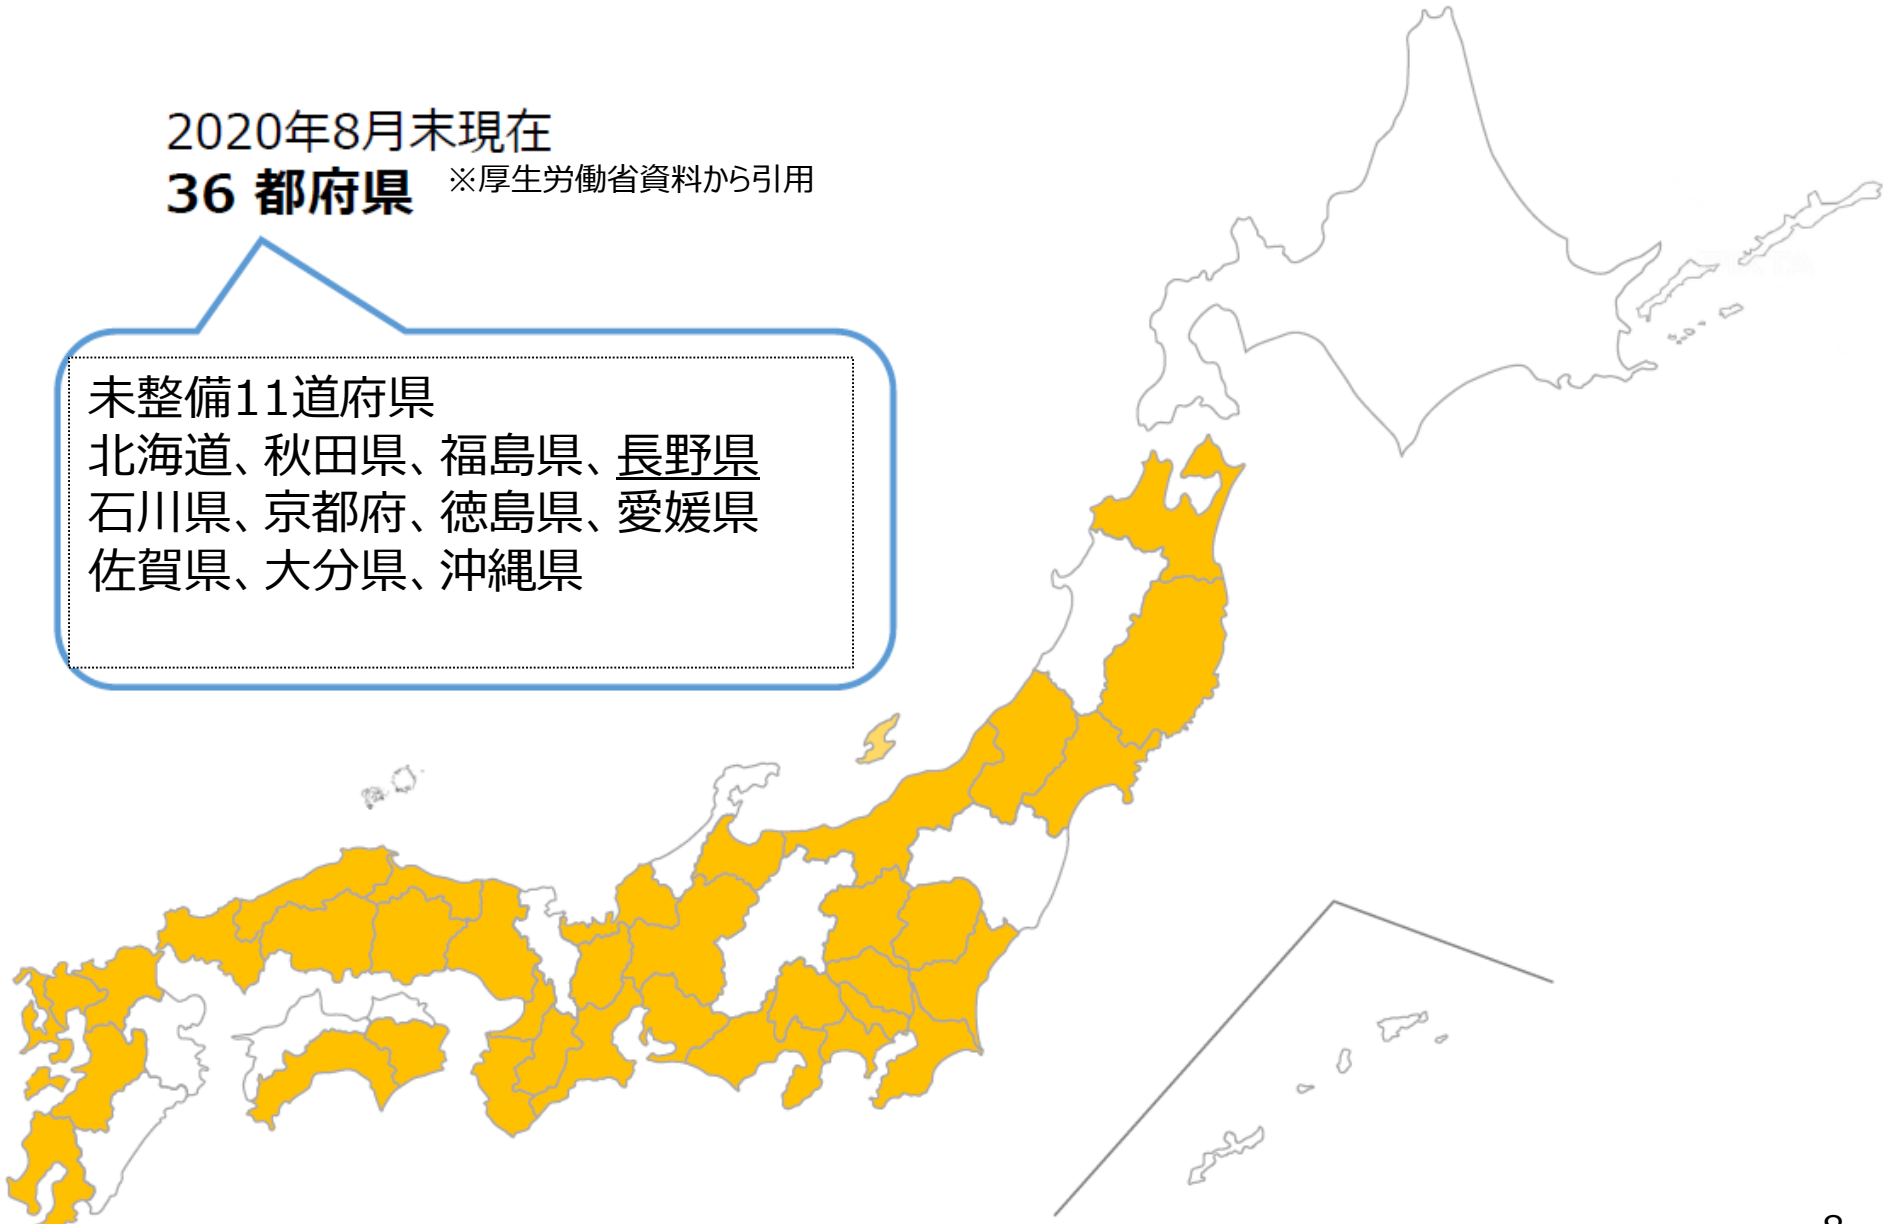 2020年8月末現在
36 都府県 ※厚生労働省資料から引用
未整備11道府県
北海道、秋田県、福島県、長野県
石川県、京都府、徳島県、愛媛県
佐賀県、大分県、沖縄県
8